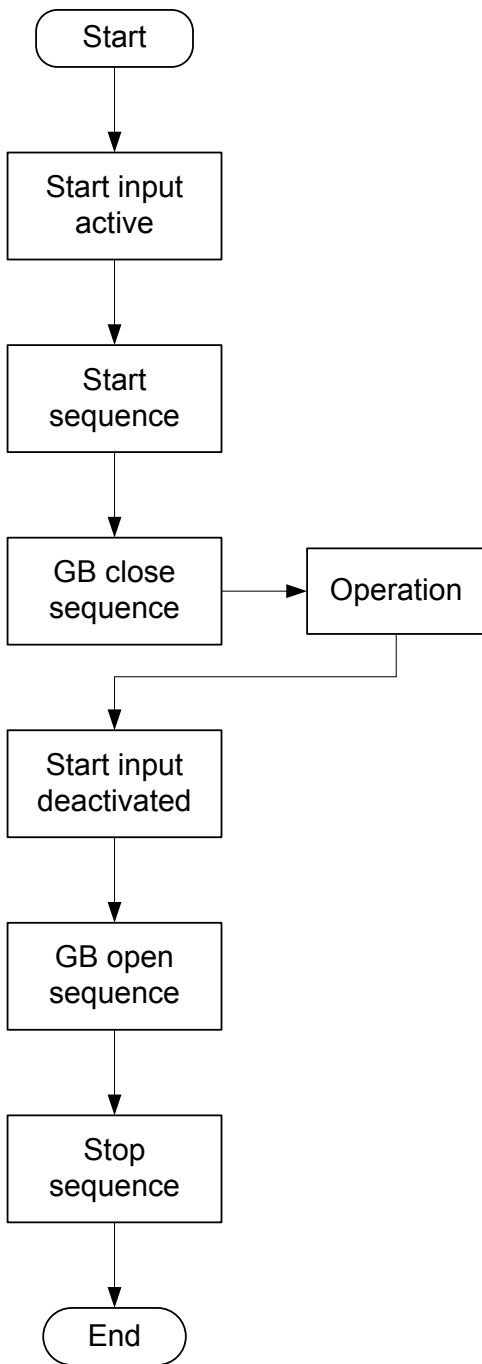 Start
Start input
active
Start
sequence
GB close
sequence
Operation
Start input
deactivated
GB open
sequence
Stop
sequence
End